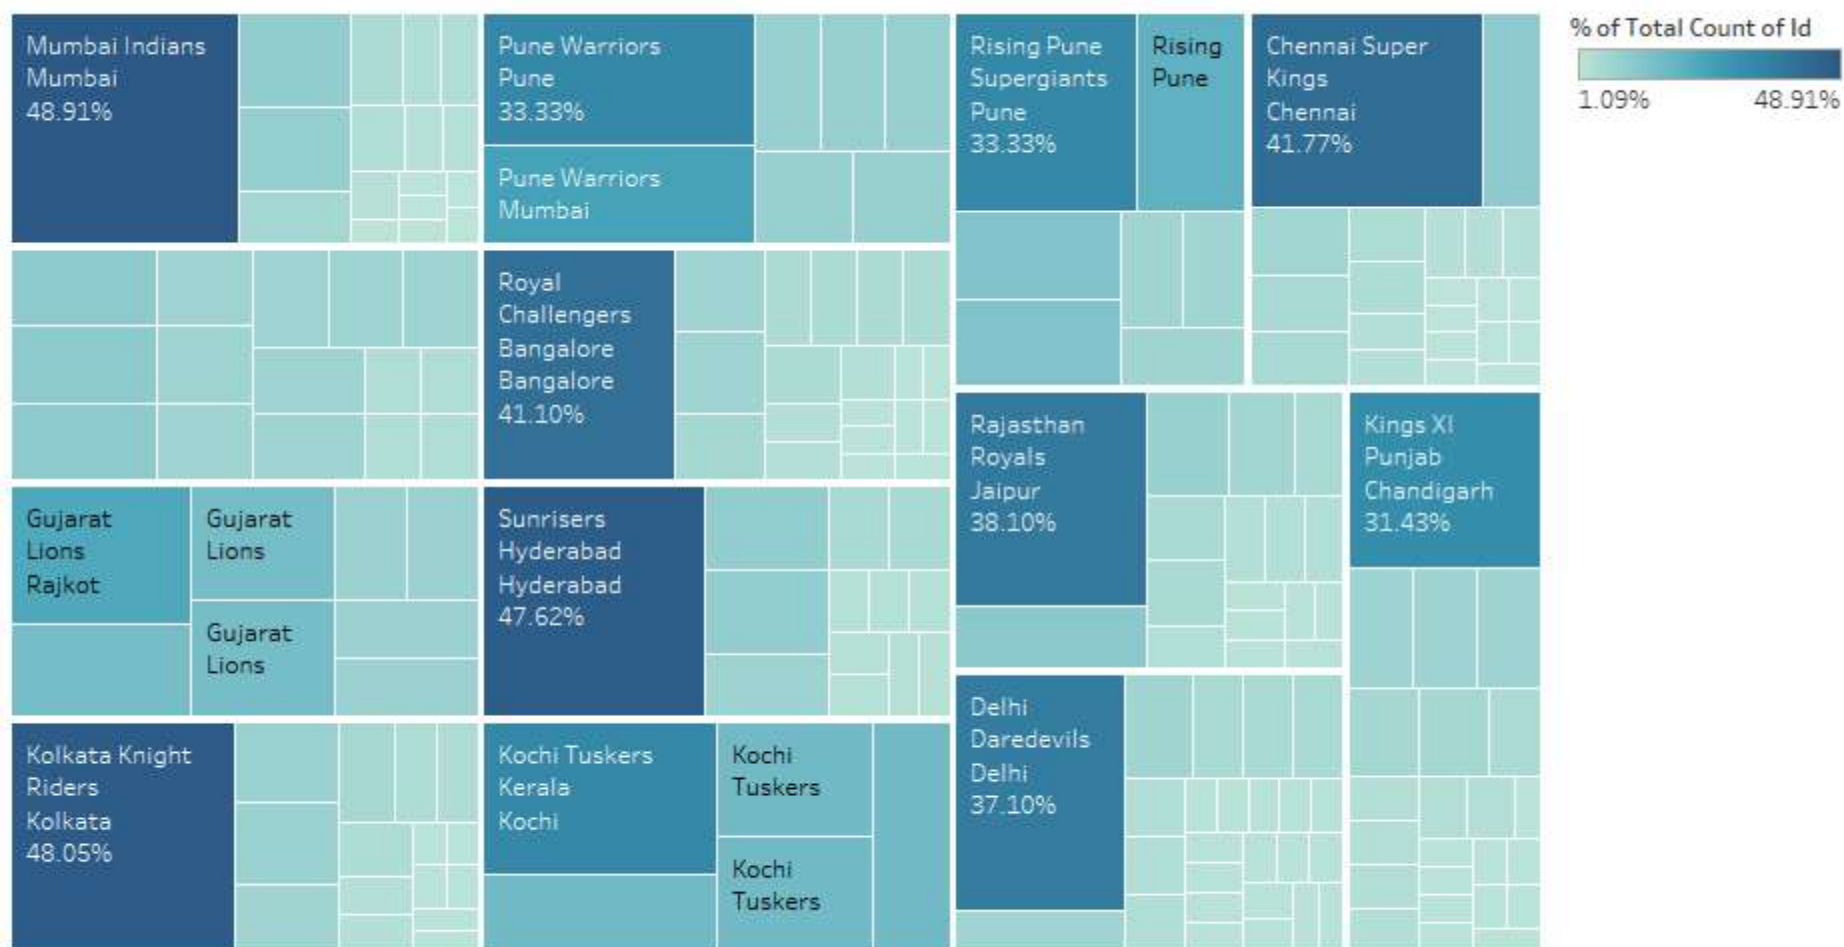 Mumbai Indians
Mumbai
48.91%
Pune Warriors
Pune
33.33%
Pune Warriors
Mumbai
Rising Pune
Supergiants
Pune
33.33%
Rising
Pune
Chennai Super
Kings
Chennai
41.77%
% of Total Count of Id
1.09% 48.91%
Royal
Challengers
Bangalore
Bangalore
41.10%
Rajasthan
Royals
Jaipur
38.10%
Kings XI
Punjab
Chandigarh
31.43%
Gujarat
Lions
Rajkot
Gujarat
Lions
Gujarat
Lions
Sunrisers
Hyderabad
Hyderabad
47.62%
Delhi
Daredevils
Delhi
37.10%
Kolkata Knight
Riders
Kolkata
48.05%
Kochi Tuskers
Kerala
Kochi
Kochi
Tuskers
Kochi
Tuskers